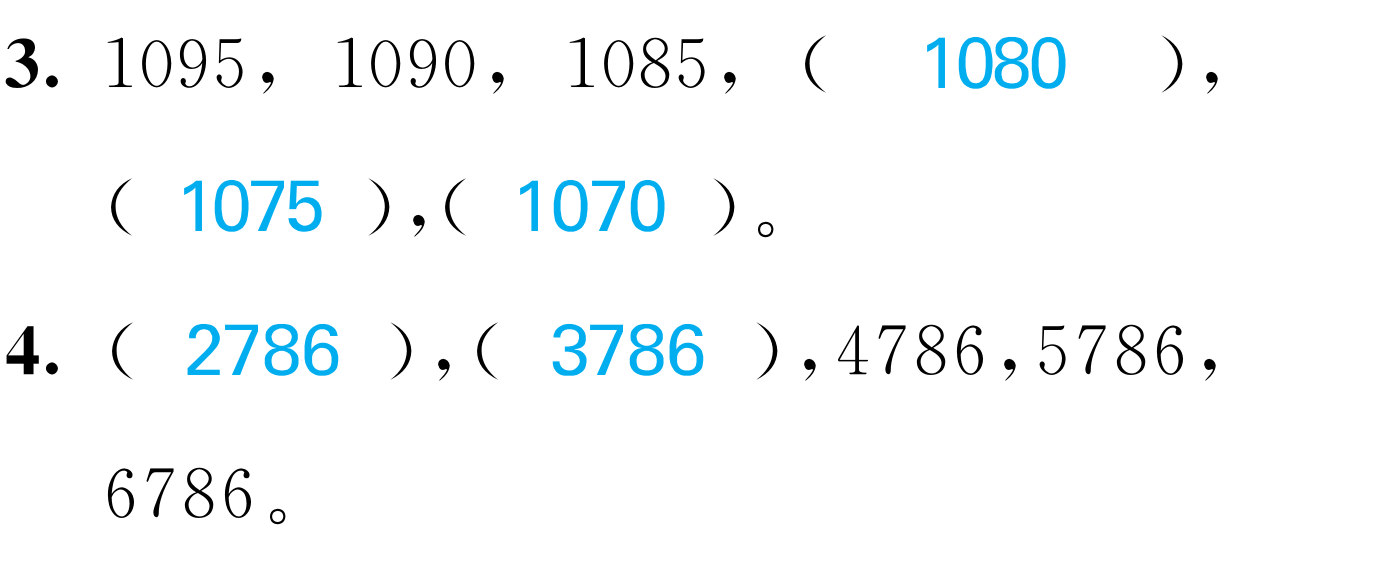 3. 1095，1090，1085，（ 1080 ），
（ 1075 ），（ 1070 ）。
4. （ 2786 ），（ 3786 ），4786，5786，
6786。